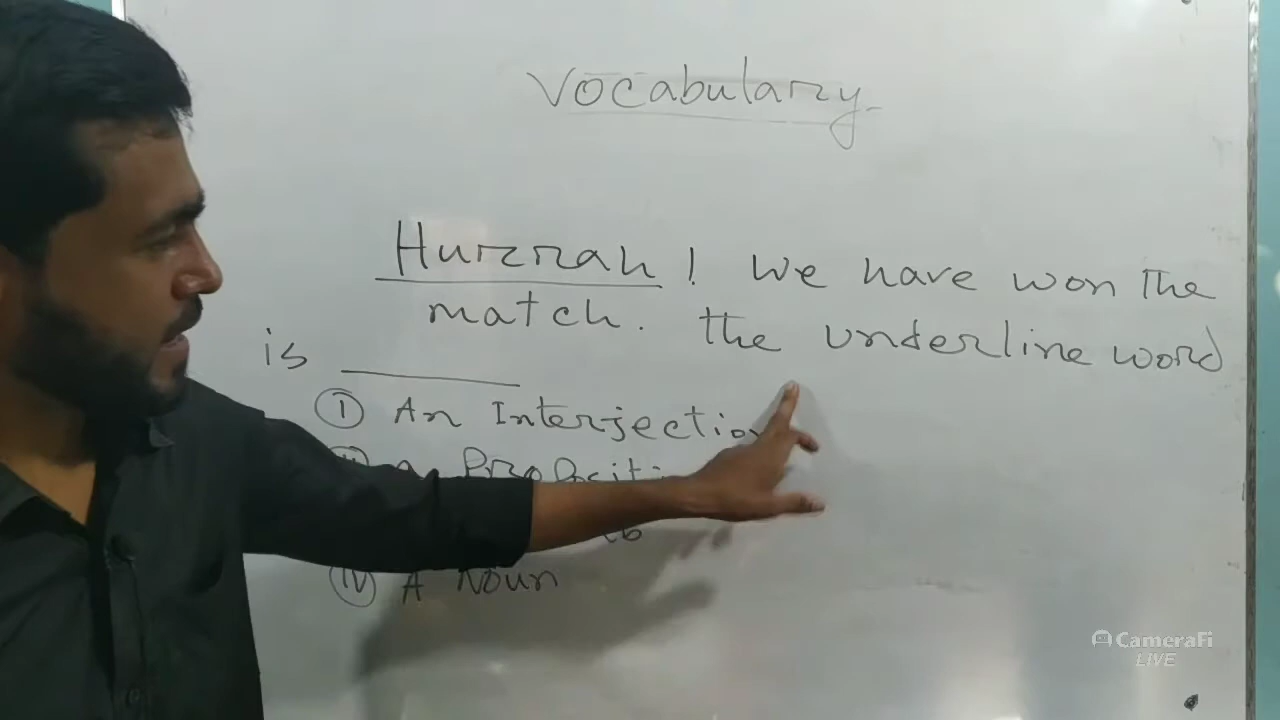 Vocabulary
Hurrah! We have won the
match. the underline word
is
① An Interjection
a
Ⓘⓥ A Noun
CameraFi
LIVE